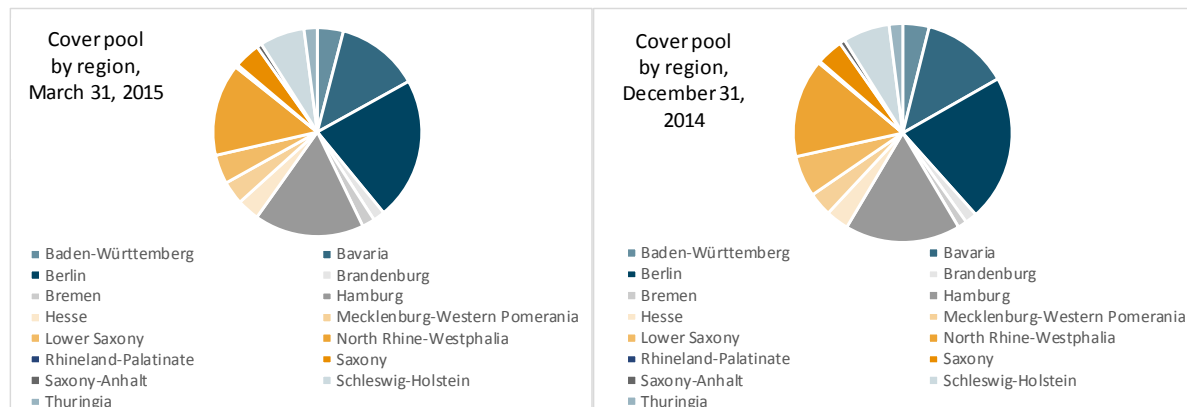 Cover pool
by region,
March 31, 2015
Baden-Württemberg
Bavaria
Berlin
Brandenburg
Bremen
Hamburg
Hesse
Mecklenburg-Western Pomerania
Lower Saxony
North Rhine-Westphalia
Rhineland-Palatinate
Saxony
Saxony-Anhalt
Schleswig-Holstein
Thuringia
Cover pool
by region,
December 31,
2014
Baden-Württemberg
Bavaria
Berlin
Brandenburg
Bremen
Hamburg
Hesse
Mecklenburg-Western Pomerania
Lower Saxony
North Rhine-Westphalia
Rhineland-Palatinate
Saxony
Saxony-Anhalt
Schleswig-Holstein
Thuringia